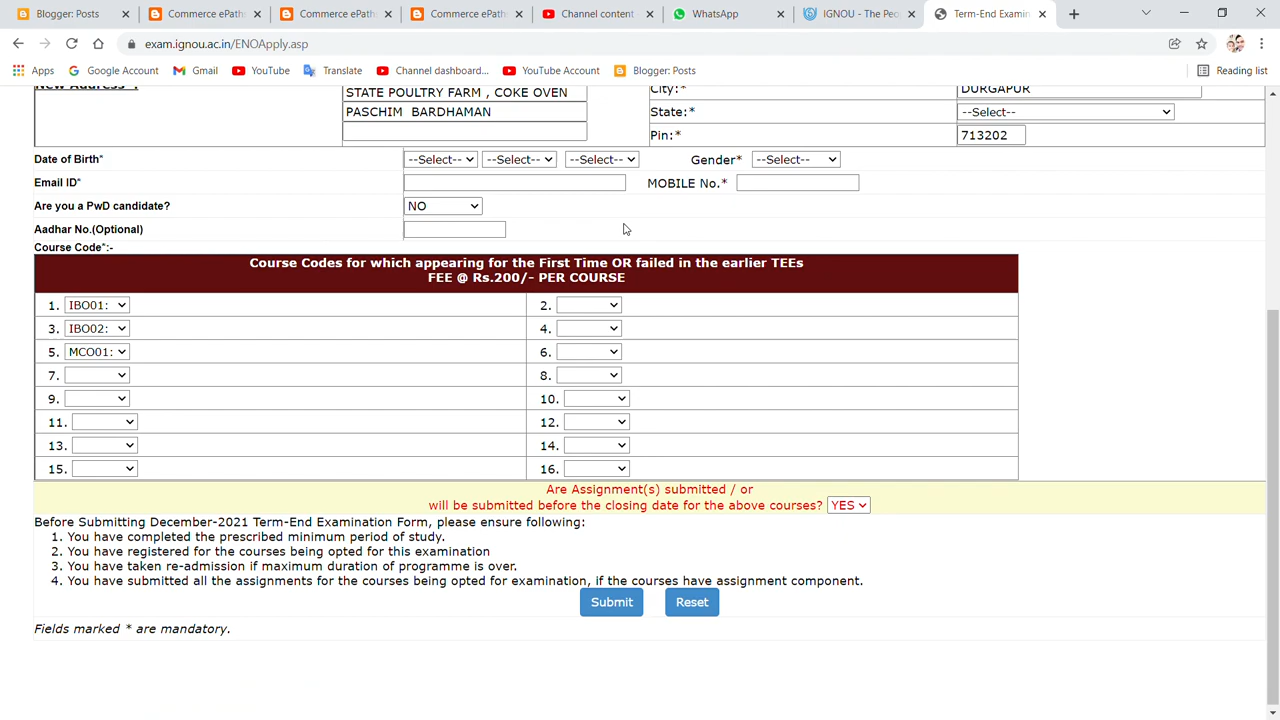 Blogger: Posts
Commerce ePath
Commerce ePath
Commerce ePath
Channel content
WhatsApp
IGNOU - The Peo
Term-End Examin
exam.ignou.ac.in/ENOApply.asp
Apps
Google Account
Gmail
YouTube
Translate
Channel dashboard...
YouTube Account
Blogger: Posts
Reading list
New Address*:
STATE POULTRY FARM , COKE OVEN
City:*
DURGAPUR
PASCHIM BARDHAMAN
State:*
--Select--
Pin:*
713202
Date of Birth*
--Select--
--Select--
--Select--
Gender*
--Select--
Email ID*
MOBILE No.*
Are you a PwD candidate?
NO
Aadhar No.(Optional)
Course Code*:-
Course Codes for which appearing for the First Time OR failed in the earlier TEEs
FEE @ Rs.200/- PER COURSE
1. IBO01:
2.
3. IBO02:
4.
5. MCO01:
6.
7.
8.
9.
10.
11.
12.
13.
14.
15.
16.
Are Assignment(s) submitted / or
will be submitted before the closing date for the above courses? YES
Before Submitting December-2021 Term-End Examination Form, please ensure following:
1. You have completed the prescribed minimum period of study.
2. You have registered for the courses being opted for this examination
3. You have taken re-admission if maximum duration of programme is over.
4. You have submitted all the assignments for the courses being opted for examination, if the courses have assignment component.
Submit
Reset
Fields marked * are mandatory.